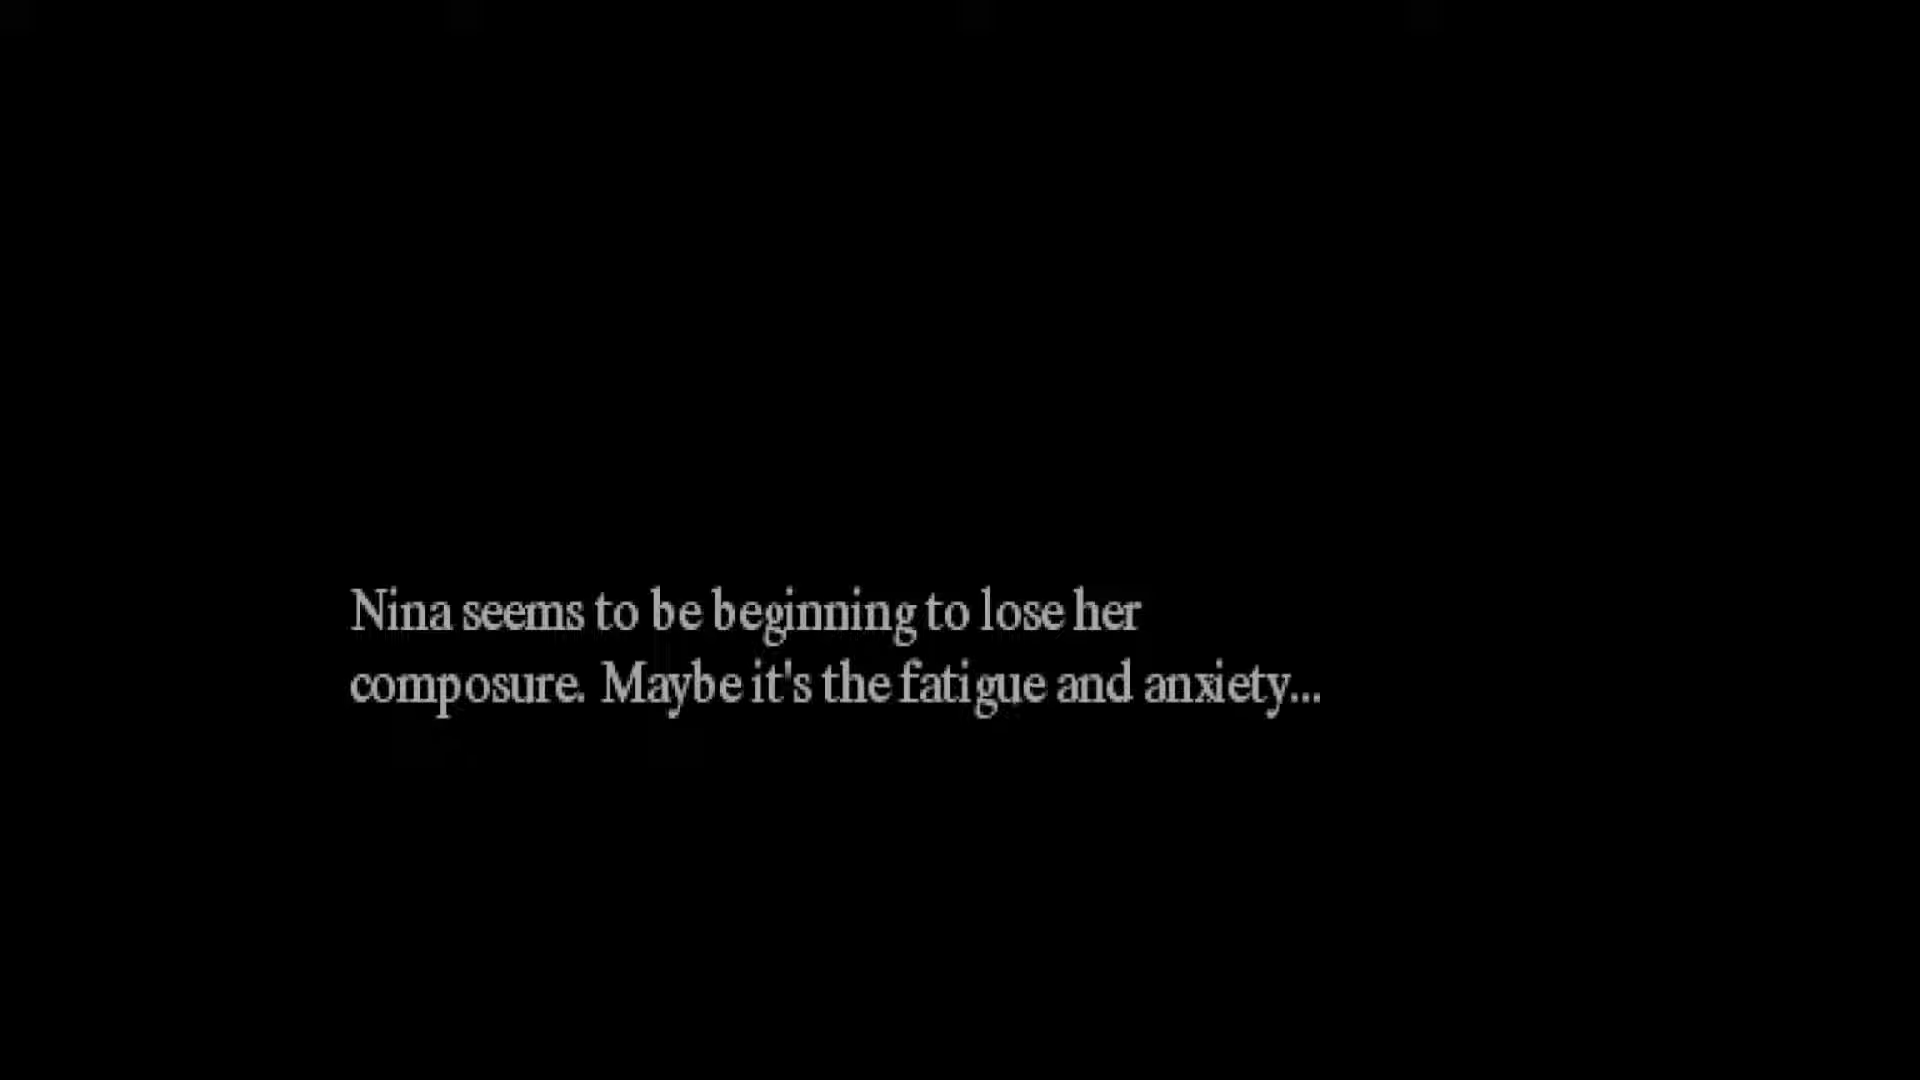 Nina seems to be beginning to lose her
composure. Maybe it's the fatigue and anxiety...